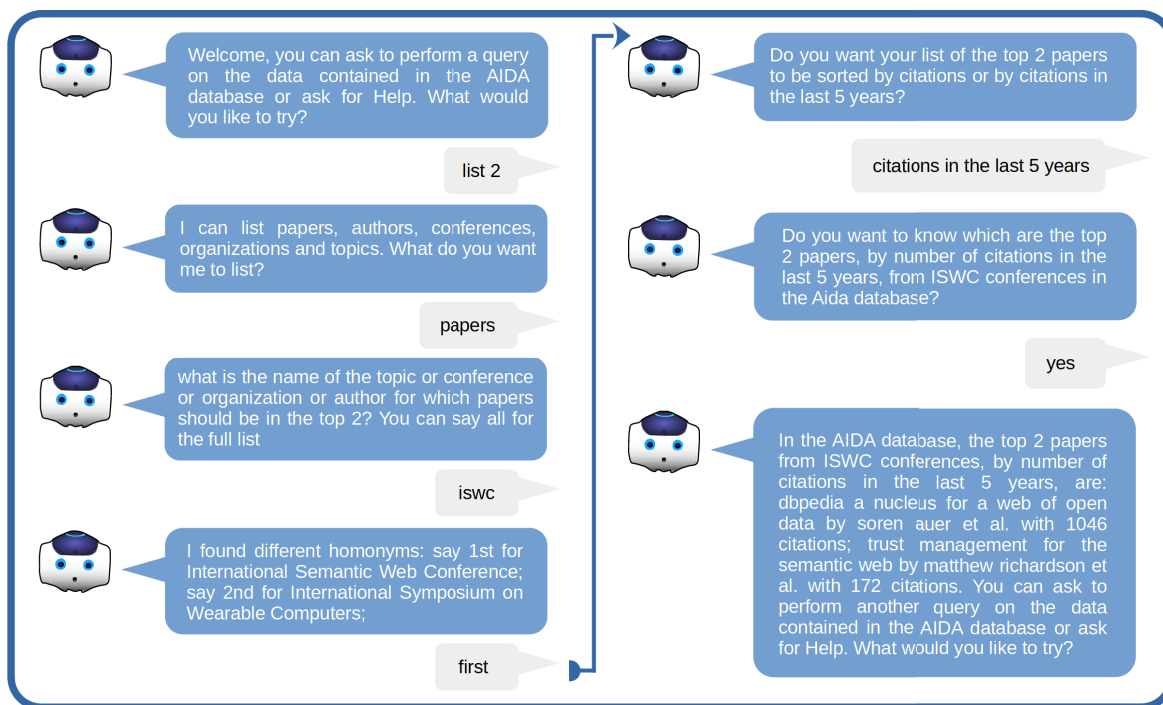 Welcome, you can ask to perform a query
on the data contained in the AIDA
database or ask for Help. What would
you like to try?
list 2
I can list papers, authors, conferences,
organizations and topics. What do you want
me to list?
papers
what is the name of the topic or conference
or organization or author for which papers
should be in the top 2? You can say all for
the full list
iswc
I found different homonyms: say 1st for
International Semantic Web Conference;
say 2nd for International Symposium on
Wearable Computers;
first
Do you want your list of the top 2 papers
to be sorted by citations or by citations in
the last 5 years?
citations in the last 5 years
Do you want to know which are the top
2 papers, by number of citations in the
last 5 years, from ISWC conferences in
the Aida database?
yes
In the AIDA database, the top 2 papers
from ISWC conferences, by number of
citations in the last 5 years, are:
dbpedia a nucleus for a web of open
data by soren auer et al. with 1046
citations; trust management for the
semantic web by matthew richardson et
al. with 172 citations. You can ask to
perform another query on the data
contained in the AIDA database or ask
for Help. What would you like to try?